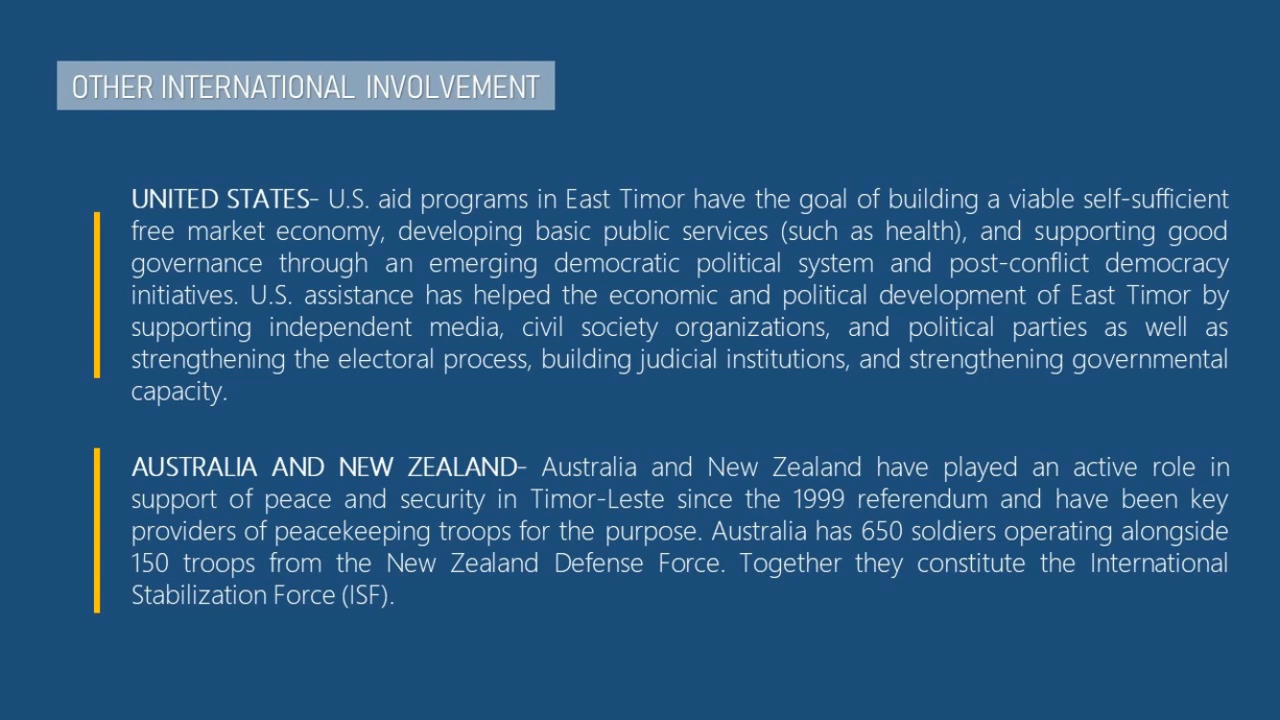 OTHER INTERNATIONAL INVOLVEMENT
UNITED STATES- U.S. aid programs in East Timor have the goal of building a viable self-sufficient
free market economy, developing basic public services (such as health), and supporting good
governance through an emerging democratic political system and post-conflict democracy
initiatives. U.S. assistance has helped the economic and political development of East Timor by
supporting independent media, civil society organizations, and political parties as well as
strengthening the electoral process, building judicial institutions, and strengthening governmental
capacity.
AUSTRALIA AND NEW ZEALAND- Australia and New Zealand have played an active role in
support of peace and security in Timor-Leste since the 1999 referendum and have been key
providers of peacekeeping troops for the purpose. Australia has 650 soldiers operating alongside
150 troops from the New Zealand Defense Force. Together they constitute the International
Stabilization Force (ISF).